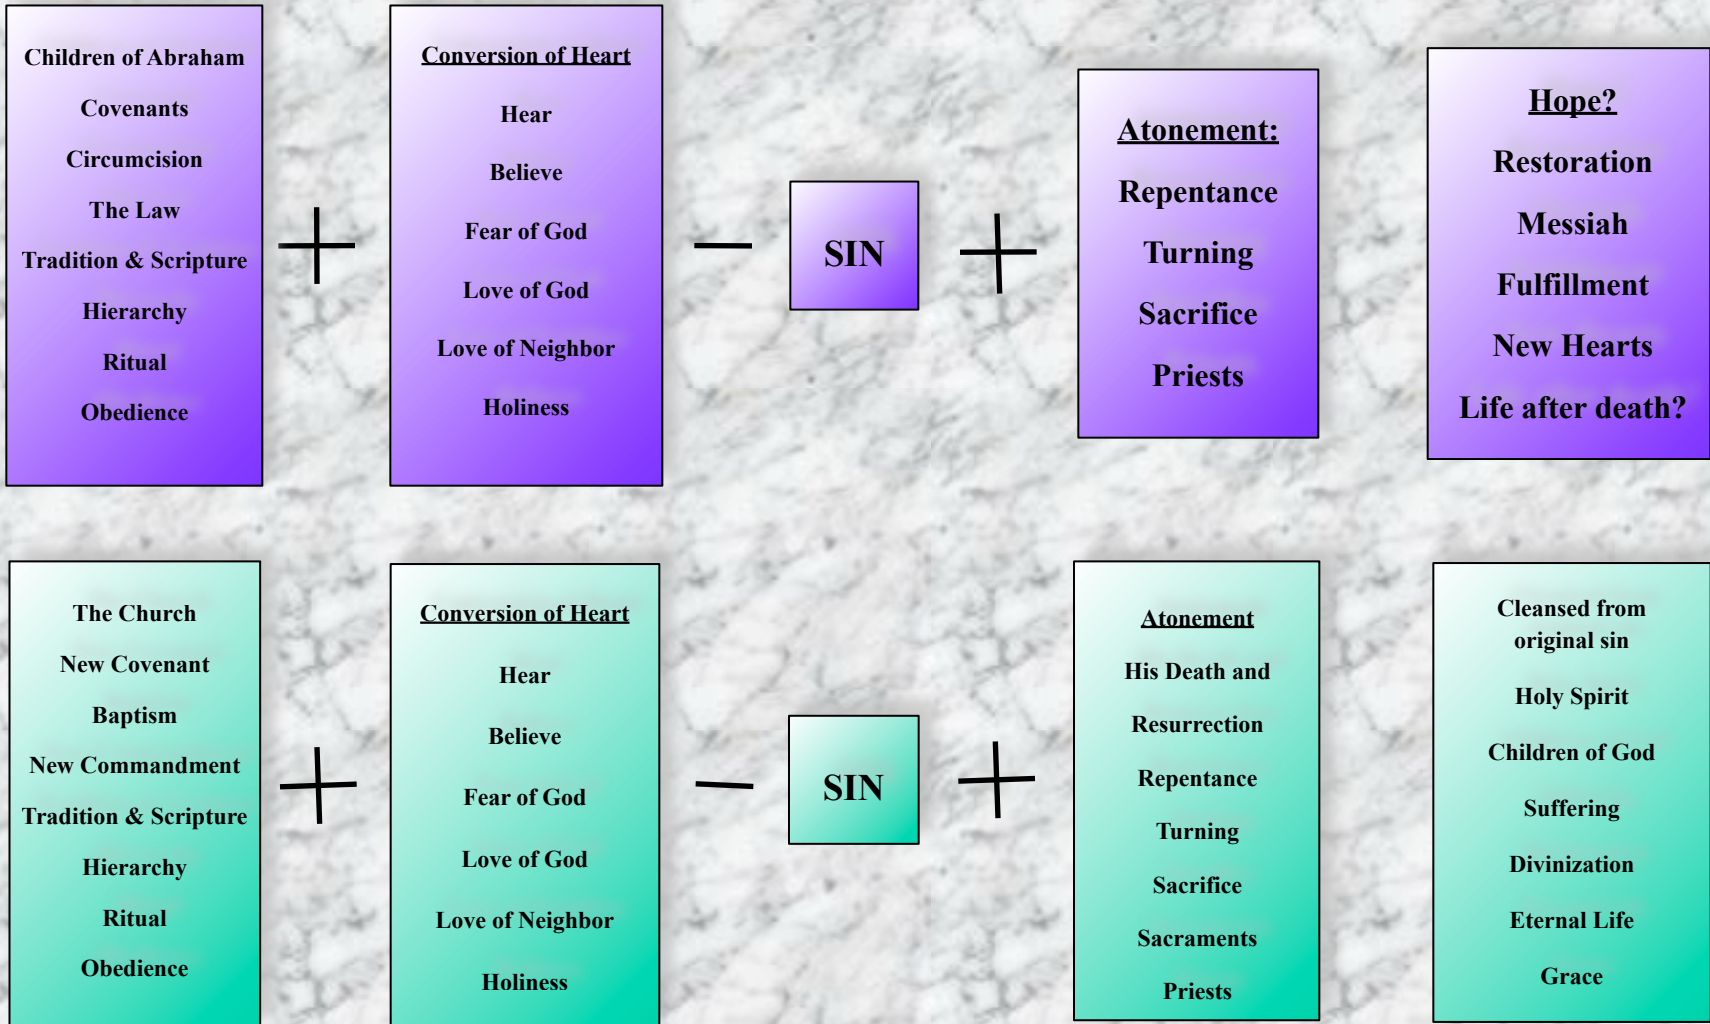 Children of Abraham
Covenants
Circumcision
The Law
Tradition & Scripture
Hierarchy
Ritual
Obedience
Conversion of Heart
Hear
Believe
Fear of God
Love of God
Love of Neighbor
Holiness
SIN
Atonement:
Repentance
Turning
Sacrifice
Priests
Hope?
Restoration
Messiah
Fulfillment
New Hearts
Life after death?
The Church
New Covenant
Baptism
New Commandment
Tradition & Scripture
Hierarchy
Ritual
Obedience
Conversion of Heart
Hear
Believe
Fear of God
Love of God
Love of Neighbor
Holiness
SIN
Atonement
His Death and
Resurrection
Repentance
Turning
Sacrifice
Sacraments
Priests
Cleansed from
original sin
Holy Spirit
Children of God
Suffering
Divinization
Eternal Life
Grace